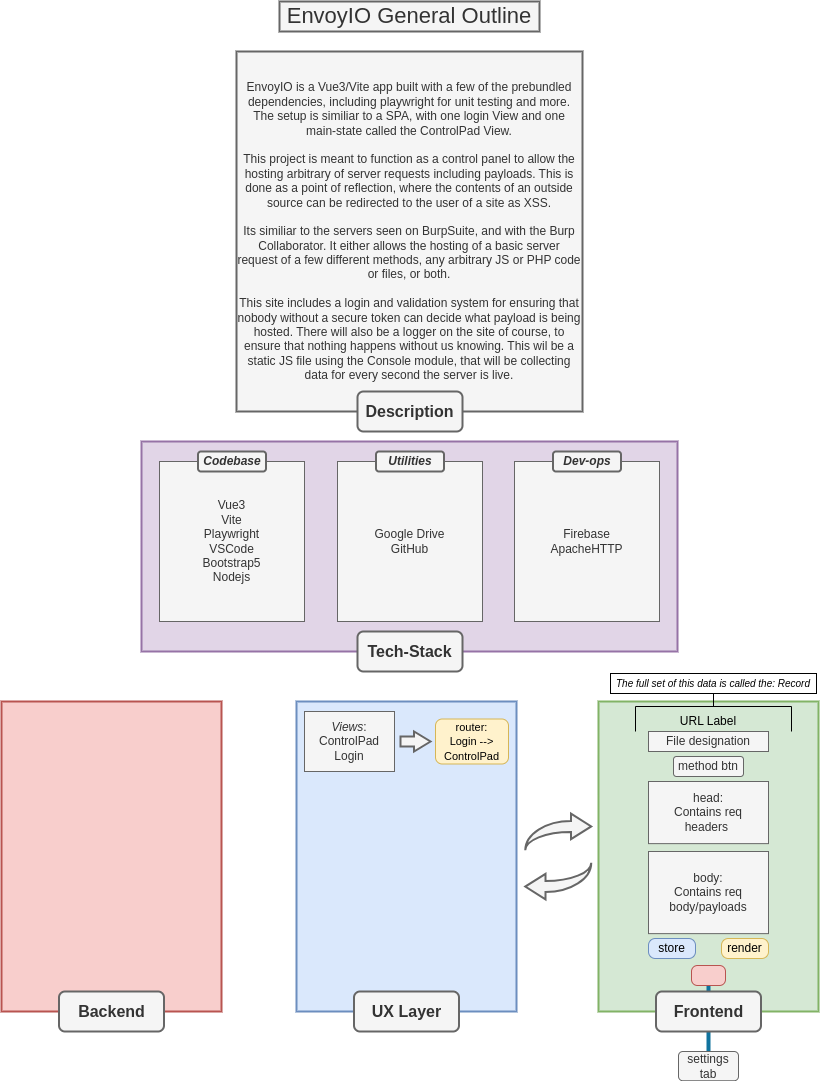 EnvoyIO General Outline
EnvoyIO is a Vue3/Vite app built with a few of the prebundled
dependencies, including playwright for unit testing and more.
The setup is similiar to a SPA, with one login View and one
main-state called the ControlPad View.
This project is meant to function as a control panel to allow the
hosting arbitrary of server requests including payloads. This is
done as a point of reflection, where the contents of an outside
source can be redirected to the user of a site as XSS.
Its similiar to the servers seen on BurpSuite, and with the Burp
Collaborator. It either allows the hosting of a basic server
request of a few different methods, any arbitrary JS or PHP code
or files, or both.
This site includes a login and validation system for ensuring that
nobody without a secure token can decide what payload is being
hosted. There will also be a logger on the site of course, to
ensure that nothing happens without us knowing. This wil be a
static JS file using the Console module, that will be collecting
data for every second the server is live.
Description
Codebase
Vue3
Vite
Playwright
VSCode
Bootstrap5
Nodejs
Utilities
Google Drive
GitHub
Dev-ops
Firebase
ApacheHTTP
Tech-Stack
Backend
Views:
ControlPad
Login
router:
Login -->
ControlPad
UX Layer
The full set of this data is called the: Record
URL Label
File designation
method btn
head:
Contains req
headers
body:
Contains req
body/payloads
store
render
Frontend
settings
tab